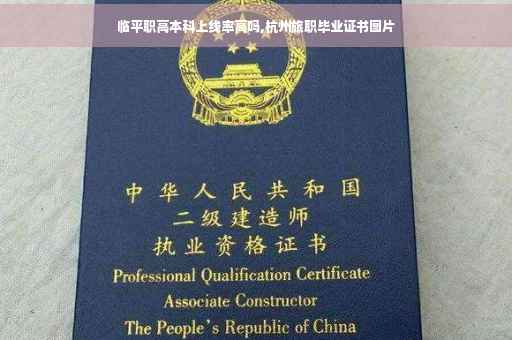 临平职高本科上线率高吗,杭州旅职毕业证书图片
中华人民共和国
二级建造师
执业资格证书
Professional Qualification Certificate
Associate Constructor
The People's Republic of China